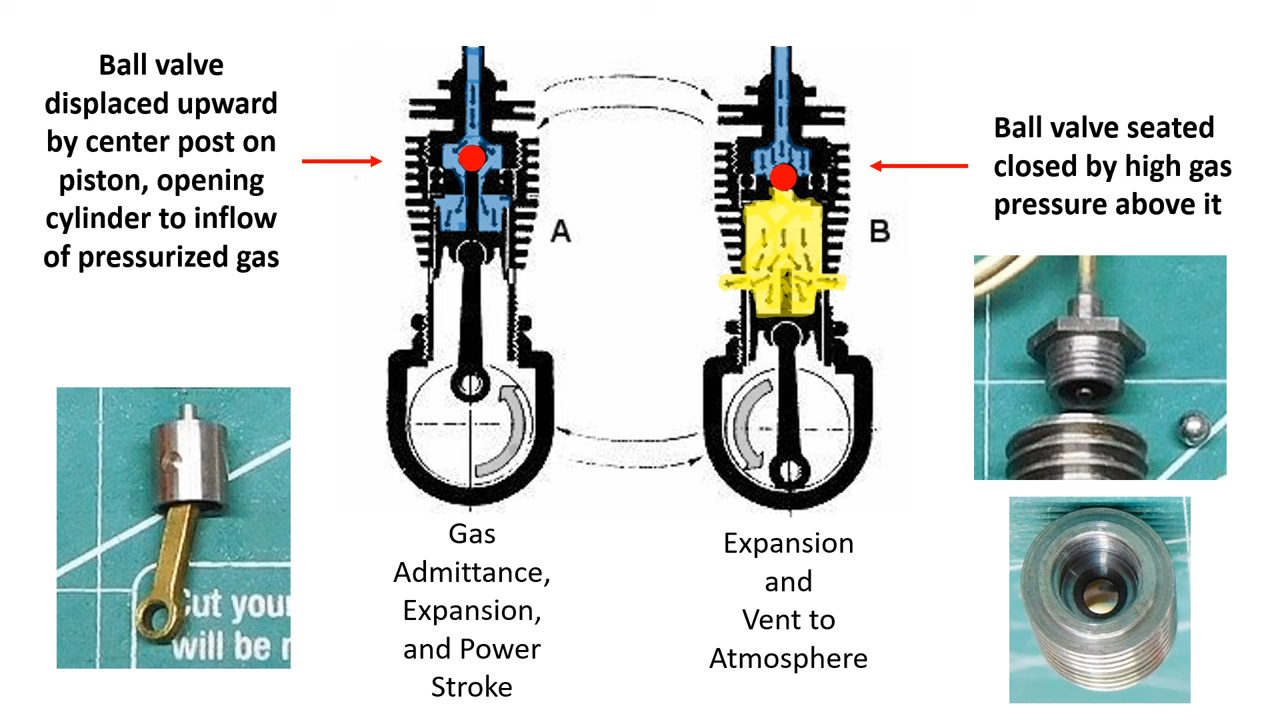 Ball valve
displaced upward
by center post on
piston, opening
cylinder to inflow
of pressurized gas
A
B
Ball valve seated
closed by high gas
pressure above it
Cut your
will be
Gas
Admittance,
Expansion,
and Power
Stroke
Expansion
and
Vent to
Atmosphere